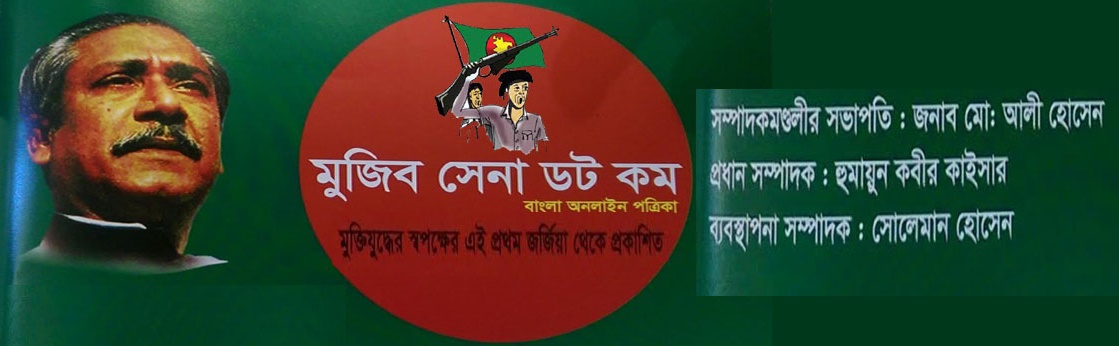 মুজিব সেনা ডট কম
বাংলা অনলাইন পত্রিকা
মুক্তিযুদ্ধের স্বপক্ষের এই প্রথম জর্জিয়া থেকে প্রকাশিত
সম্পাদকমণ্ডলীর সভাপতি : জনাব মো: আলী হোসেন
প্রধান সম্পাদক : হুমায়ুন কবীর কাইসার
ব্যবস্থাপনা সম্পাদক : সোলেমান হোসেন